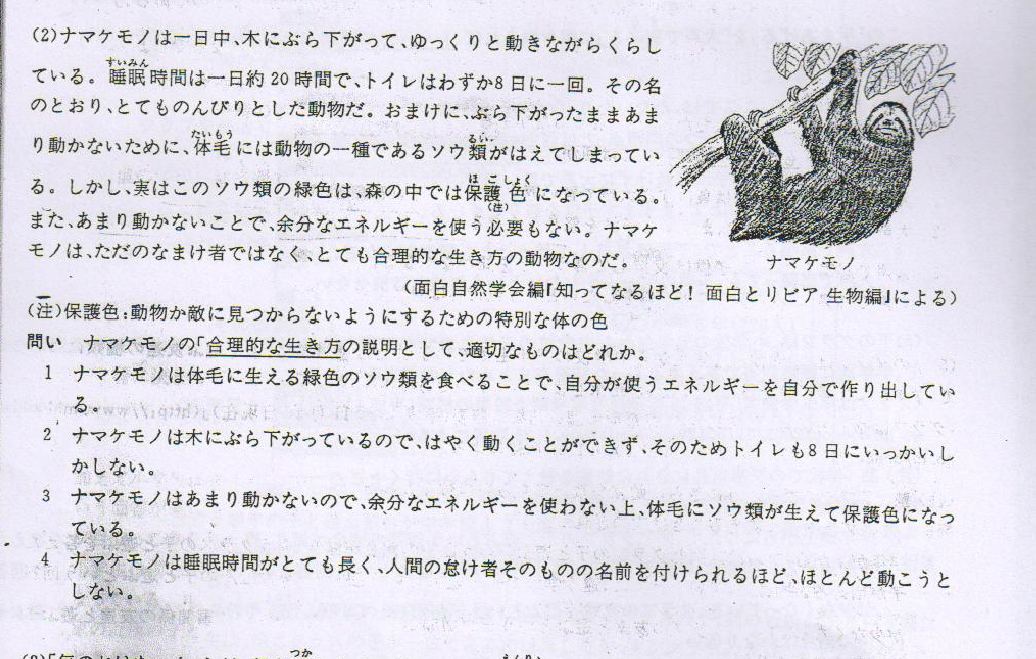 (2)ナマケモノは一日中、木にぶら下がって、ゆっくりと動きながらくらし
すいみん
ている。睡眠時間は一日約20時間で、トイレはわずか8日に一回。その名
のとおり、とてものんびりとした動物だ。おまけに、ぶら下がったままあま
たいもう るい
り動かないために、体毛には動物の一種であるソウ類がはえてしまってい
ほごしょく
る。しかし、実はこのソウ類の緑色は、森の中では保護色になっている。
(注)
また、あまり動かないことで、余分なエネルギーを使う必要もない。ナマケ
モノは、ただのなまけ者ではなく、とても合理的な生き方の動物なのだ。
ナマケモノ
(面白自然学会編『知ってなるほど! 面白とリビア 生物編』による)
(注)保護色:動物か敵に見つからないようにするための特別な体の色
問い ナマケモノの「合理的な生き方の説明として、適切なものはどれか。
1 ナマケモノは体毛に生える緑色のソウ類を食べることで、自分が使うエネルギーを自分で作り出してい
る。
2 ナマケモノは木にぶら下がっているので、はやく動くことができず、そのためトイレも8日にいっかいし
かしない。
3 ナマケモノはあまり動かないので、余分なエネルギーを使わない上、体毛にソウ類が生えて保護色になっ
ている。
4 ナマケモノは睡眠時間がとても長く、人間の怠け者そのものの名前を付けられるほど、ほとんど動こうと
しない。